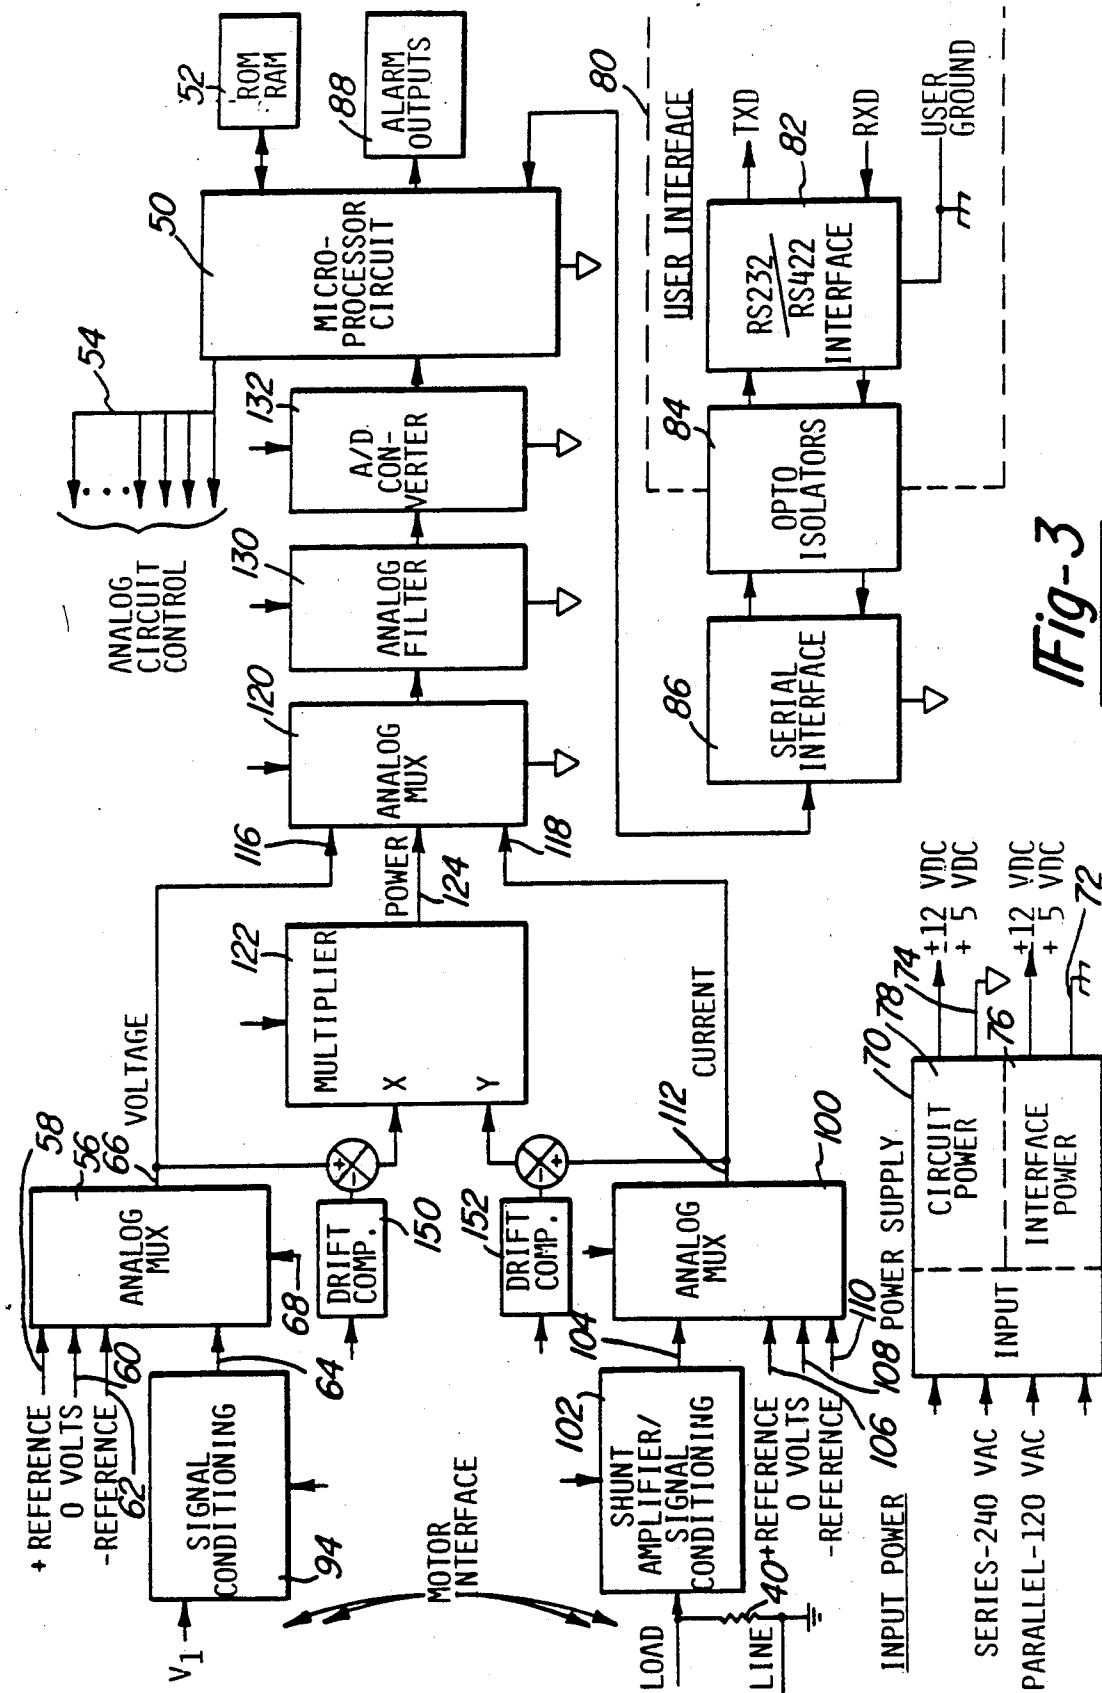 V1
94
SIGNAL
CONDITIONING
+REFERENCE
0 VOLTS
-REFERENCE
58
60
62
64
ANALOG
MUX
56
66
68
VOLTAGE
DRIFT
COMP.
150
+
-
MOTOR
INTERFACE
LOAD
LINE
40
SHUNT
AMPLIFIER/
SIGNAL
CONDITIONING
102
104
+REFERENCE
0 VOLTS
-REFERENCE
106
108
110
ANALOG
MUX
100
112
CURRENT
DRIFT
COMP.
152
-
+
MULTIPLIER
X
Y
122
POWER
124
116
118
ANALOG
MUX
120
ANALOG
FILTER
130
A/D
CON-
VERTER
132
ANALOG
CIRCUIT
CONTROL
54
MICRO-
PROCESSOR
CIRCUIT
50
ROM
RAM
52
ALARM
OUTPUTS
88
SERIAL
INTERFACE
86
OPTO
ISOLATORS
84
USER INTERFACE
80
RS232/
RS422
INTERFACE
82
TXD
RXD
USER
GROUND
INPUT POWER
SERIES-240 VAC
PARALLEL-120 VAC
POWER SUPPLY
INPUT
CIRCUIT
POWER
INTERFACE
POWER
70
78
74
76
72
±12 VDC
+ 5 VDC
±12 VDC
+ 5 VDC
Fig-3